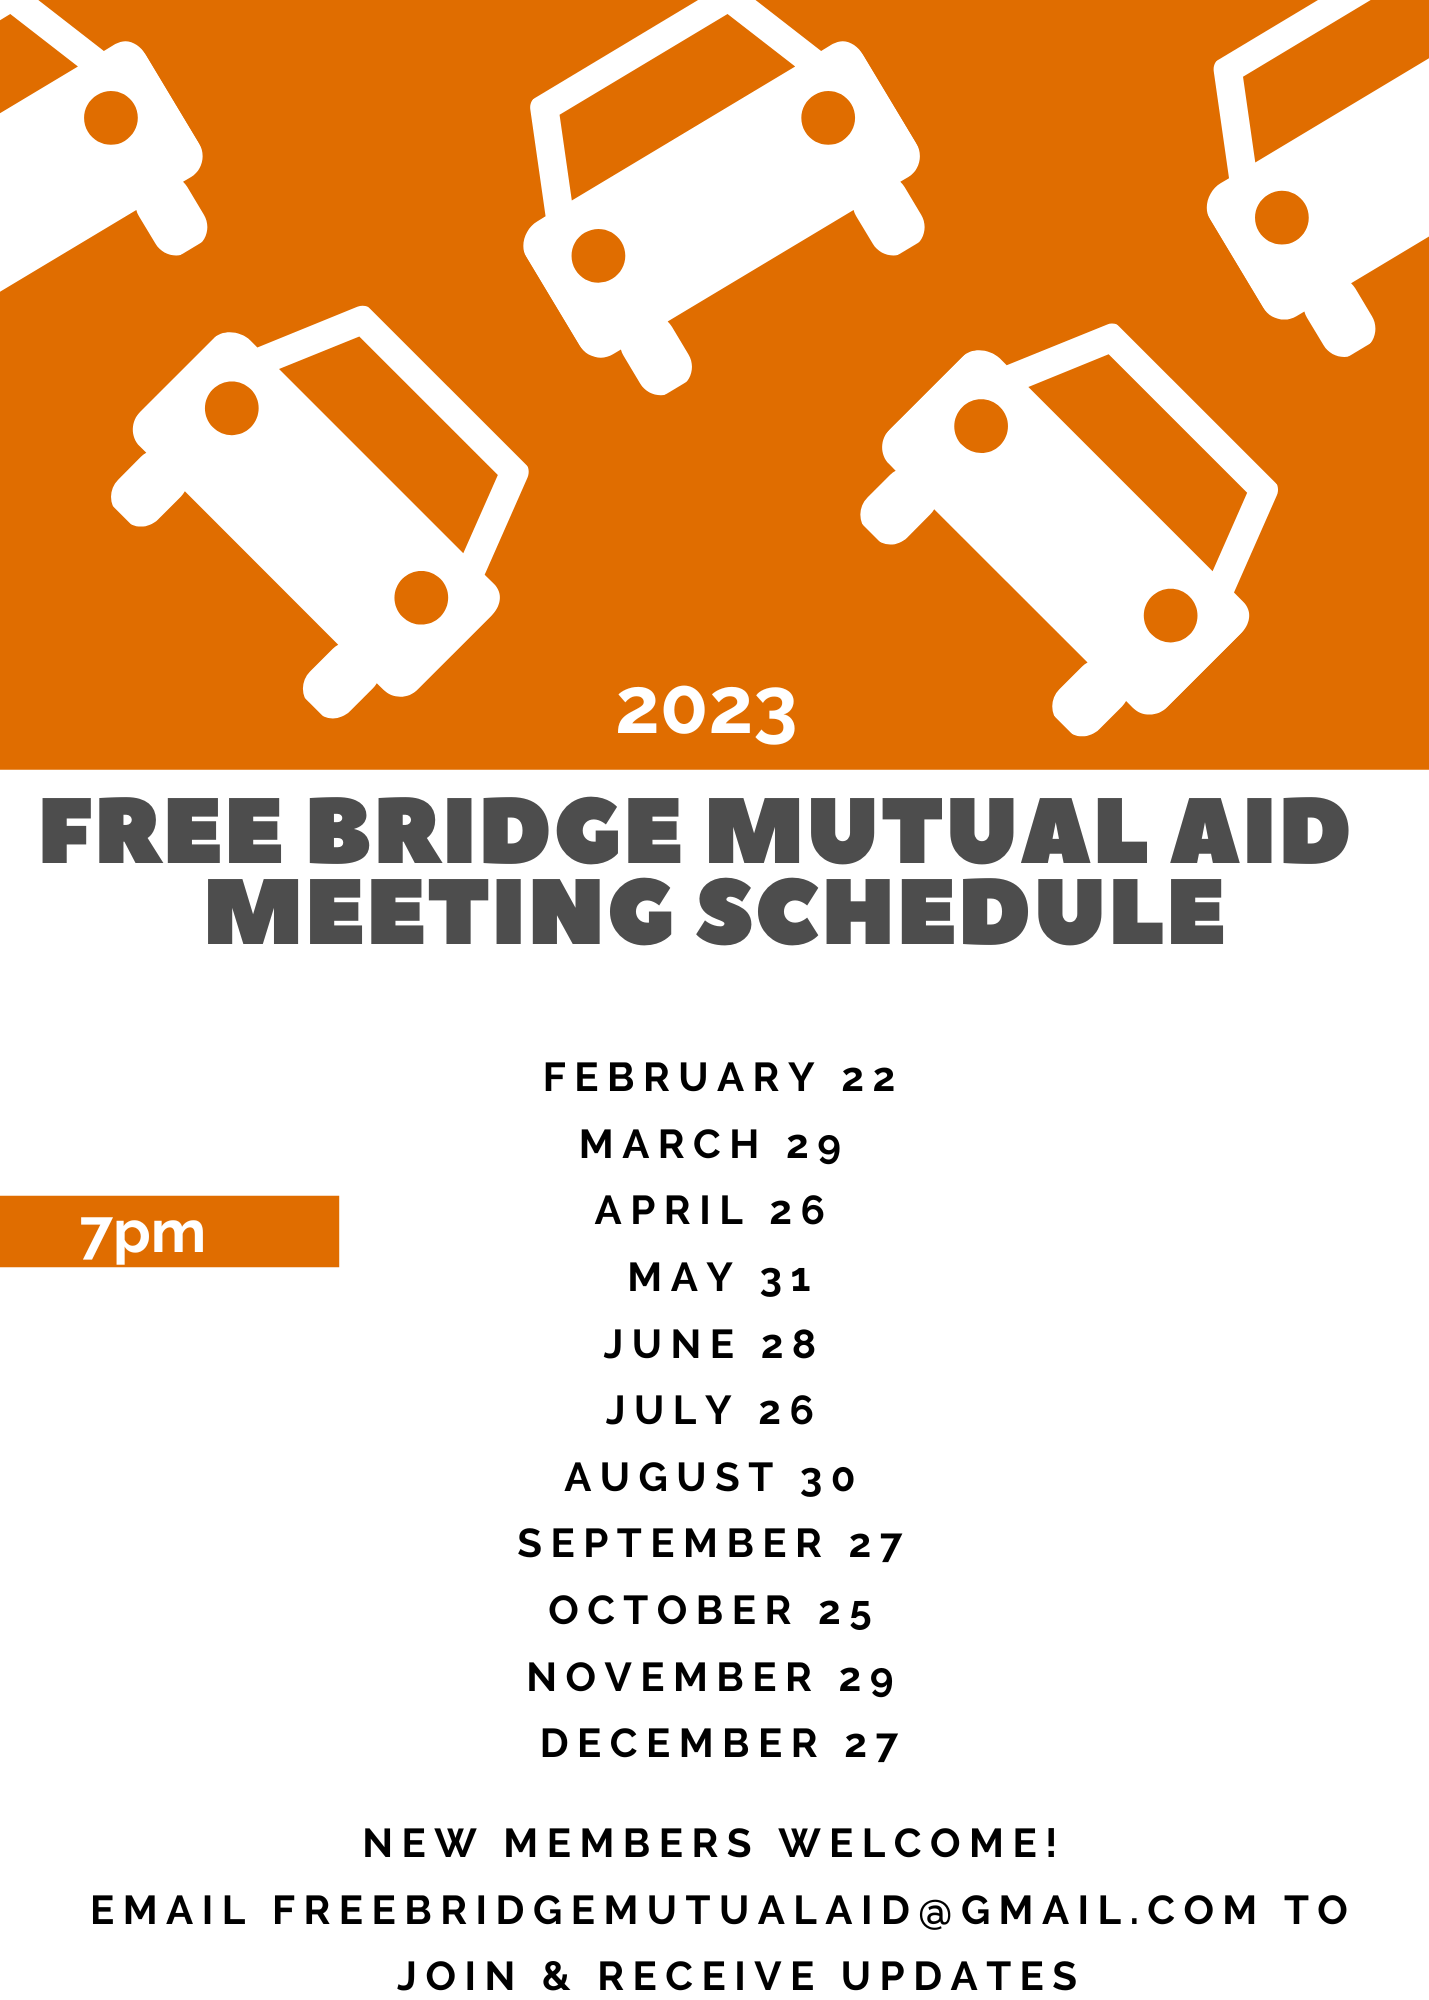 2023
FREE BRIDGE MUTUAL AID
MEETING SCHEDULE
FEBRUARY 22
MARCH 29
APRIL 26
7pm
MAY 31
JUNE 28
JULY 26
AUGUST 30
SEPTEMBER 27
OCTOBER 25
NOVEMBER 29
DECEMBER 27
NEW MEMBERS WELCOME!
EMAIL FREEBRIDGEMUTUALAID@GMAIL.COM TO
JOIN & RECEIVE UPDATES